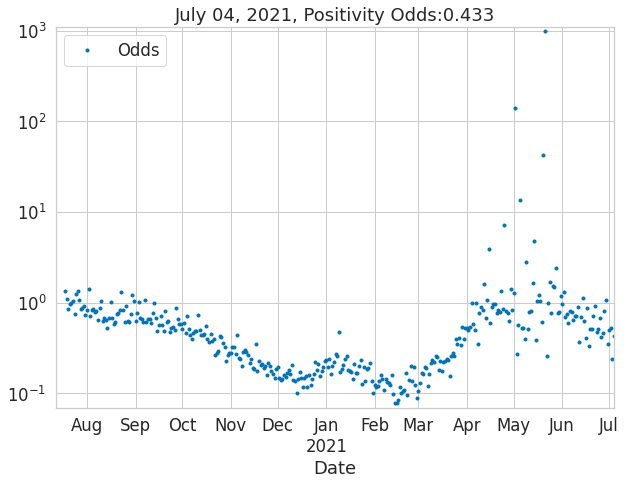 July 04, 2021, Positivity Odds:0.433
Odds
10³
10²
10¹
10⁰
10⁻¹
Aug Sep Oct Nov Dec Jan Feb Mar Apr May Jun Jul
2021
Date